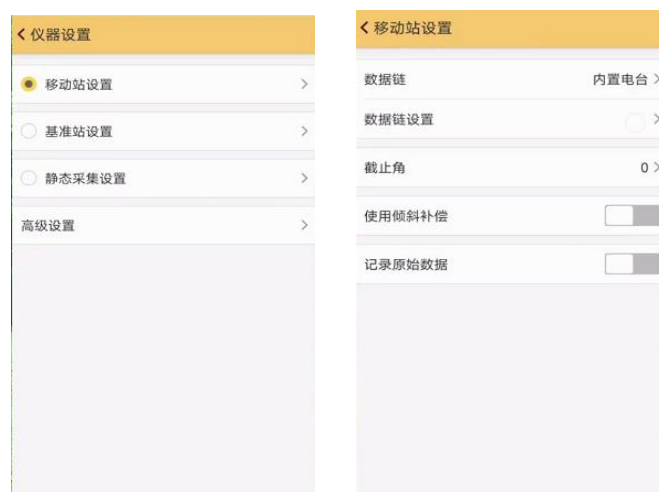 仪器设置
移动站设置
基准站设置
静态采集设置
高级设置
移动站设置
数据链
内置电台
数据链设置
截止角
0
使用倾斜补偿
记录原始数据